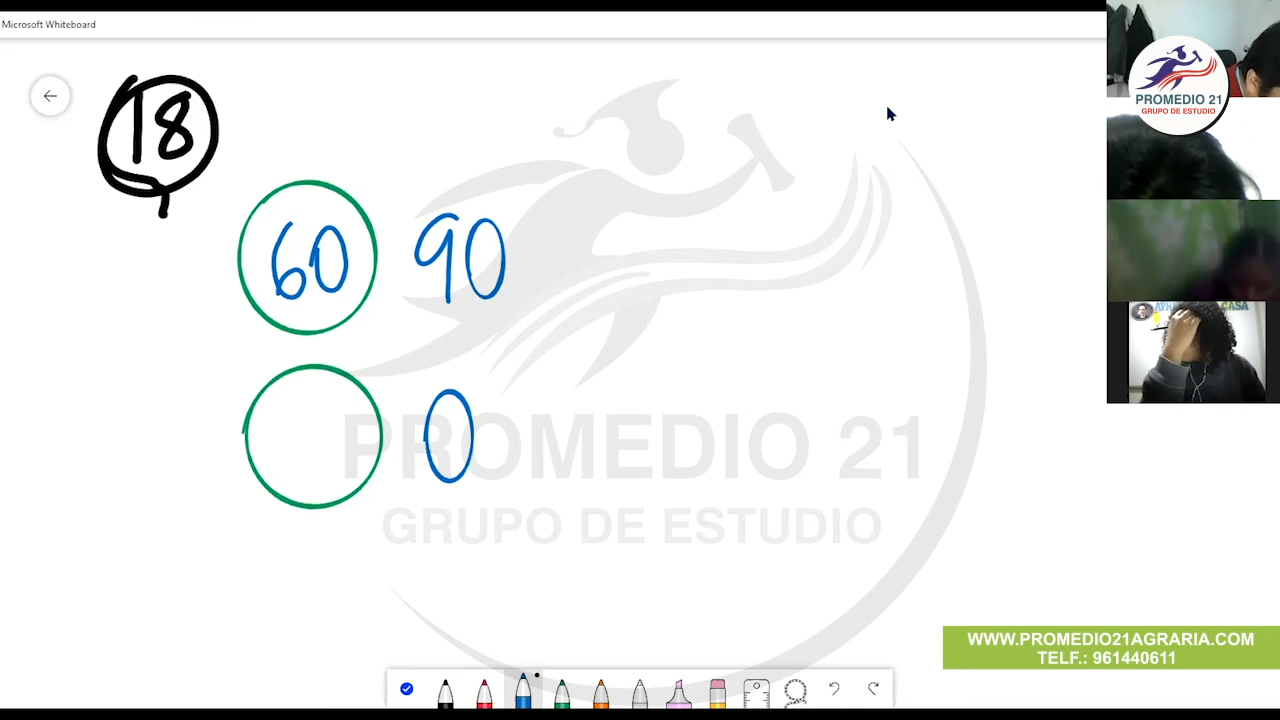 Microsoft Whiteboard
18
60 90
0
PROMEDIO 21
GRUPO DE ESTUDIO
PROMEDIO 21
GRUPO DE ESTUDIO
WWW.PROMEDIO21AGRARIA.COM
TELF.: 961440611